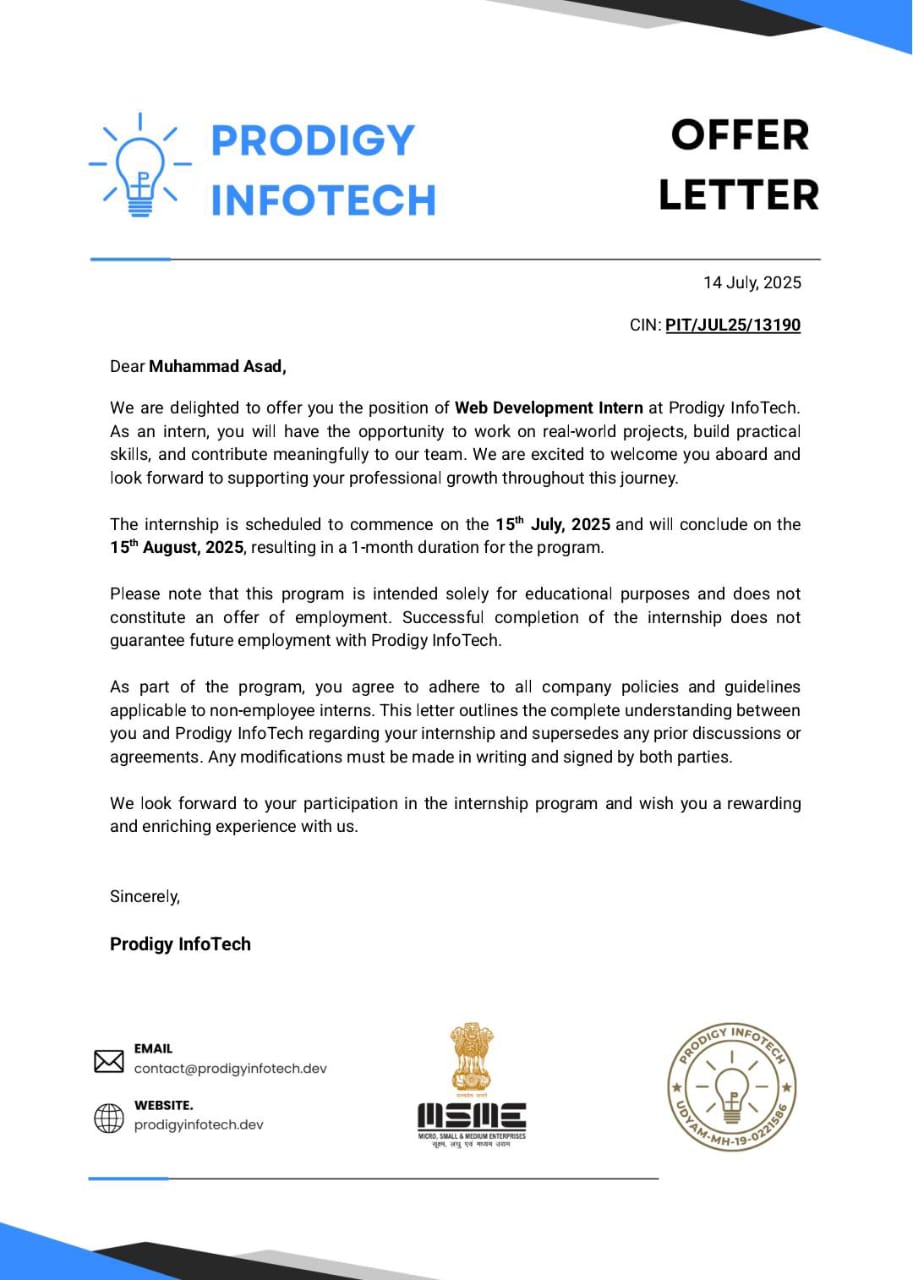 PRODIGY
INFOTECH
OFFER
LETTER
14 July, 2025
CIN: PIT/JUL25/13190
Dear Muhammad Asad,
We are delighted to offer you the position of Web Development Intern at Prodigy InfoTech.
As an intern, you will have the opportunity to work on real-world projects, build practical
skills, and contribute meaningfully to our team. We are excited to welcome you aboard and
look forward to supporting your professional growth throughout this journey.
The internship is scheduled to commence on the 15th July, 2025 and will conclude on the
15th August, 2025, resulting in a 1-month duration for the program.
Please note that this program is intended solely for educational purposes and does not
constitute an offer of employment. Successful completion of the internship does not
guarantee future employment with Prodigy InfoTech.
As part of the program, you agree to adhere to all company policies and guidelines
applicable to non-employee interns. This letter outlines the complete understanding between
you and Prodigy InfoTech regarding your internship and supersedes any prior discussions or
agreements. Any modifications must be made in writing and signed by both parties.
We look forward to your participation in the internship program and wish you a rewarding
and enriching experience with us.
Sincerely,
Prodigy InfoTech
EMAIL
contact@prodigyinfotech.dev
WEBSITE.
prodigyinfotech.dev
सत्यमेव जयते
MSME
MICRO, SMALL & MEDIUM ENTERPRISES
सूक्ष्म, लघु एवं मध्यम उद्यम
PRODIGY INFOTECH
UDYAM-MH-19-0221586